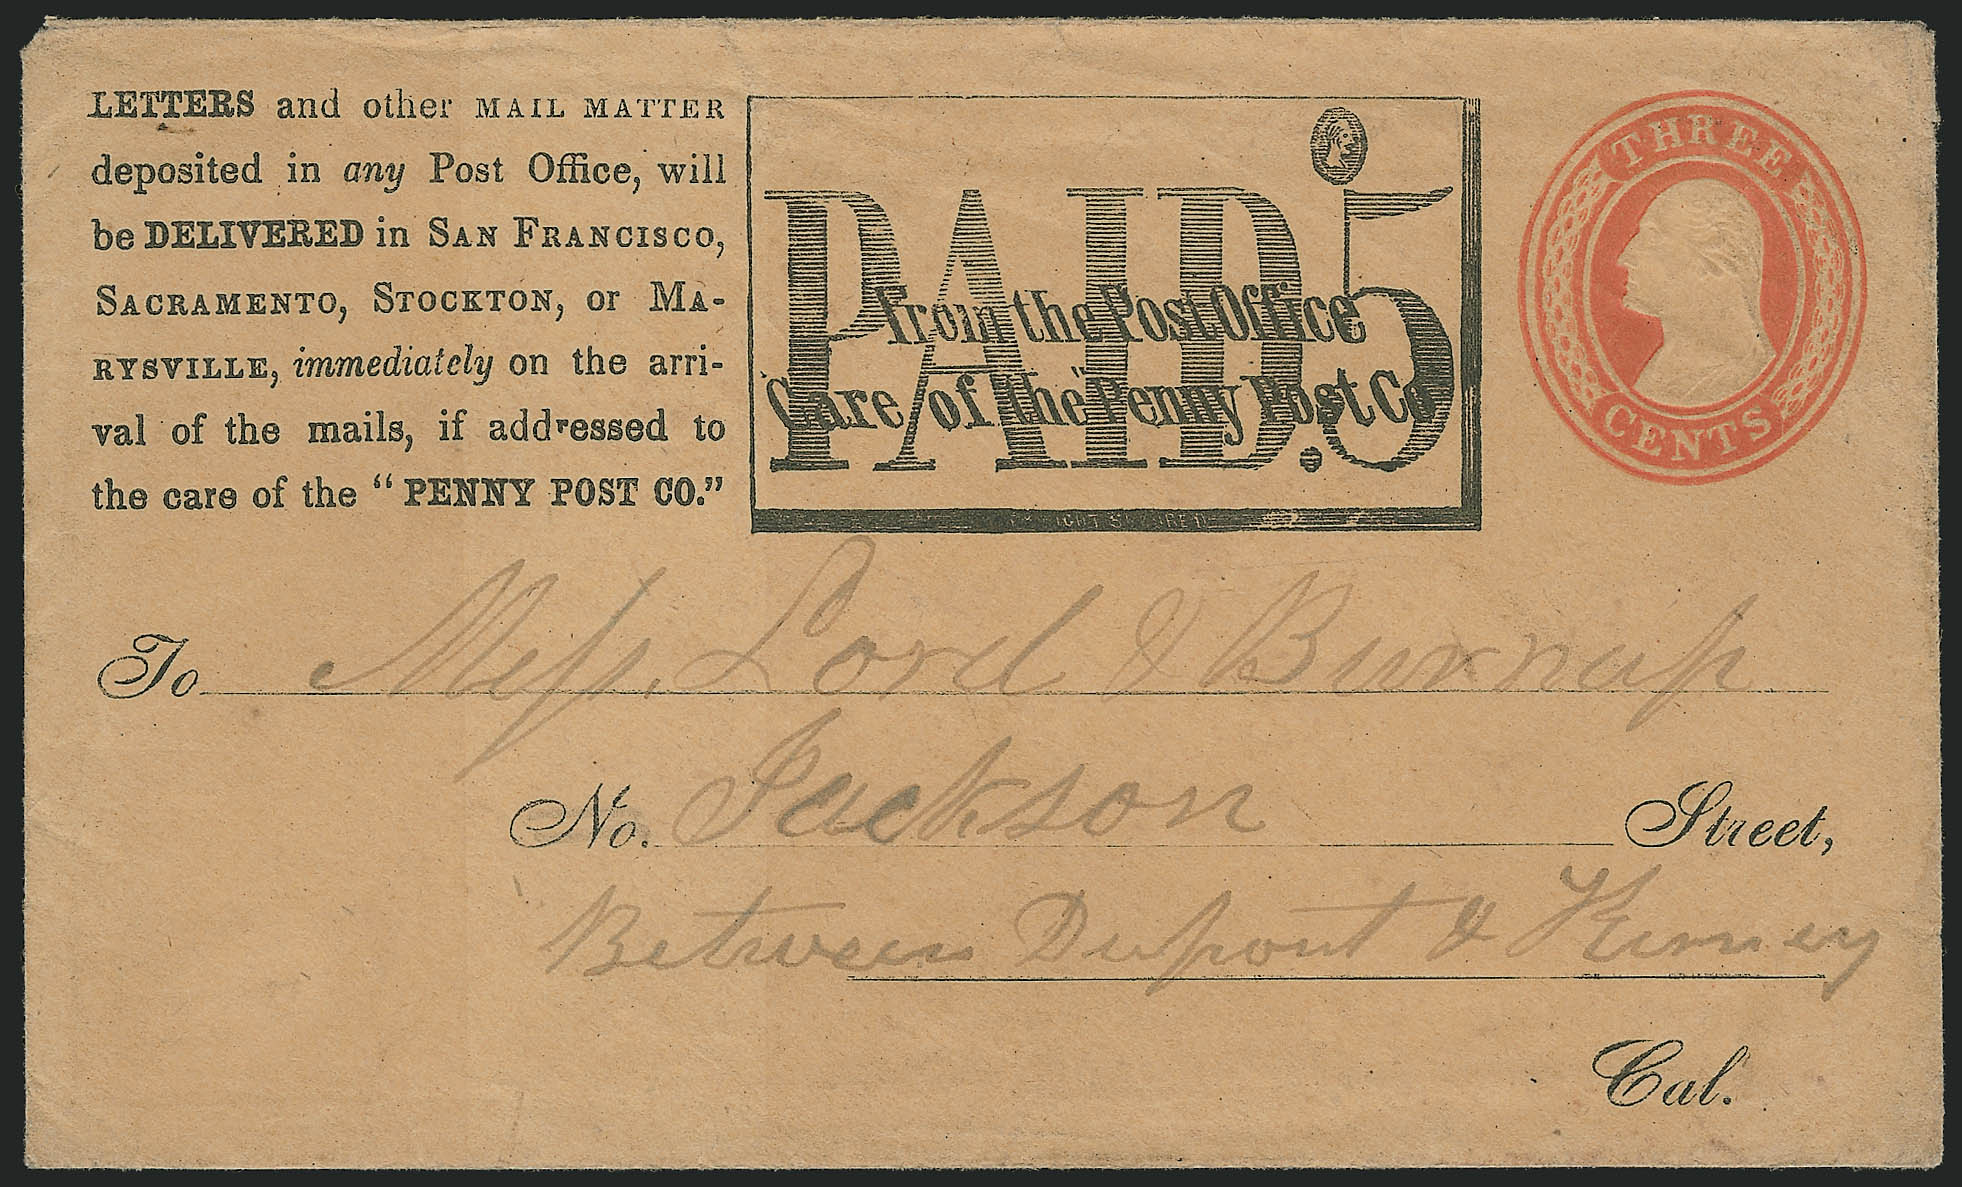 LETTERS and other MAIL MATTER
deposited in any Post Office, will
be DELIVERED in SAN FRANCISCO,
SACRAMENTO, STOCKTON, or MA-
RYSVILLE, immediately on the arri-
val of the mails, if addressed to
the care of the “PENNY POST CO.”
PAID.5
From the Post Office
Care of the "Penny Post Co
THREE
CENTS
To Mess. Lord & Burnap
No. Jackson Street,
Between Dupont & Kearney
Cal.